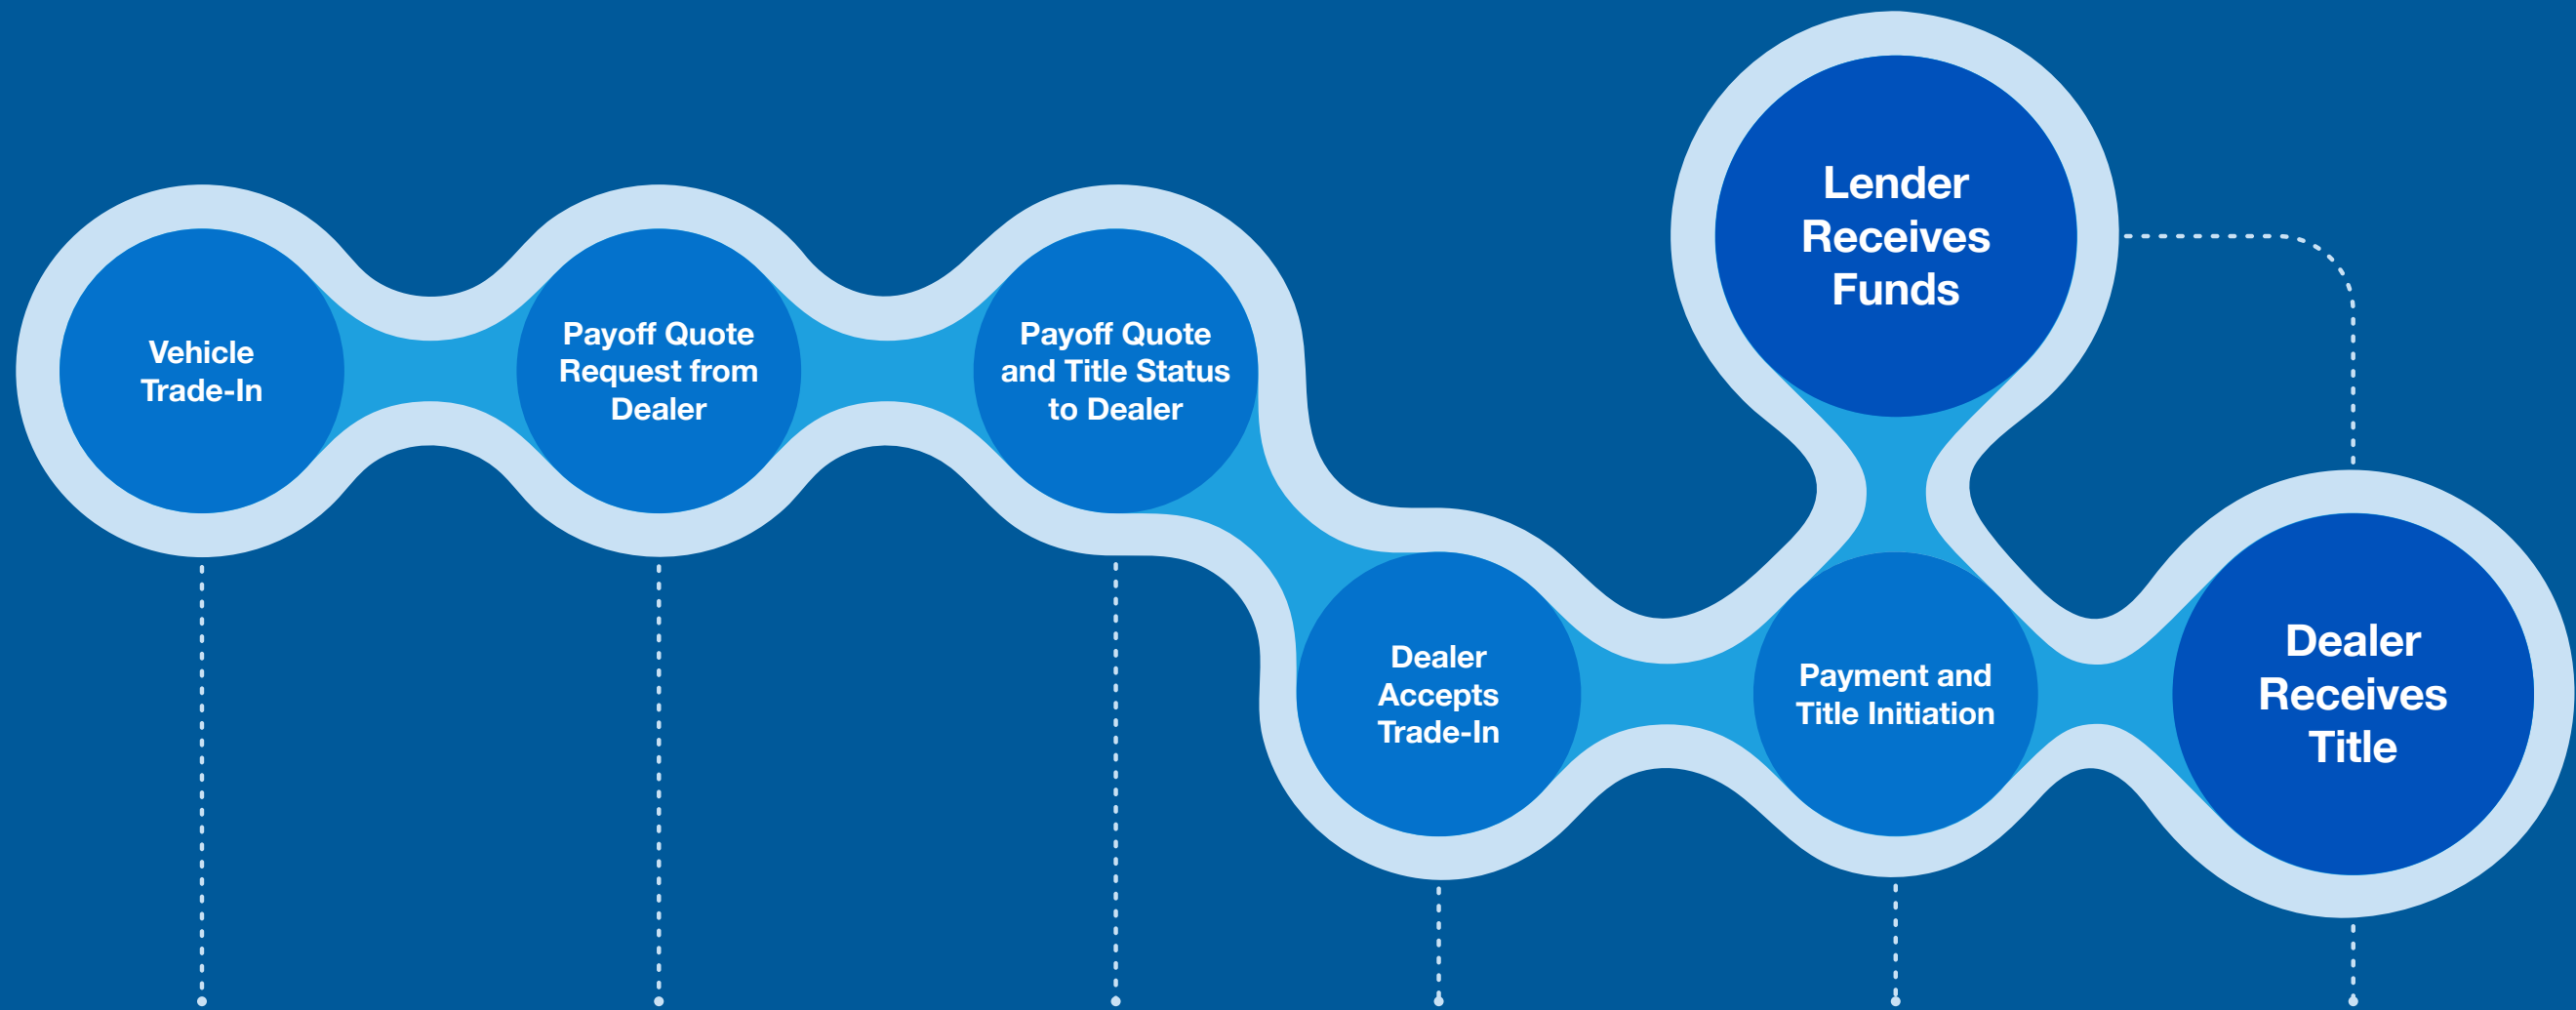 Vehicle
Trade-In
Payoff Quote
Request from
Dealer
Payoff Quote
and Title Status
to Dealer
Dealer
Accepts
Trade-In
Payment and
Title Initiation
Lender
Receives
Funds
Dealer
Receives
Title